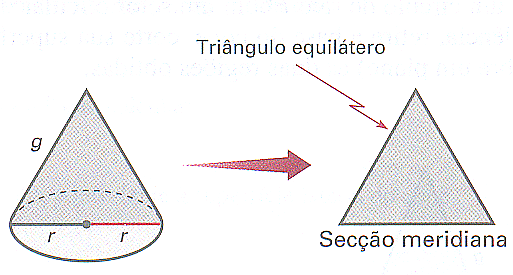 Triângulo equilátero
g
r
r
Secção meridiana